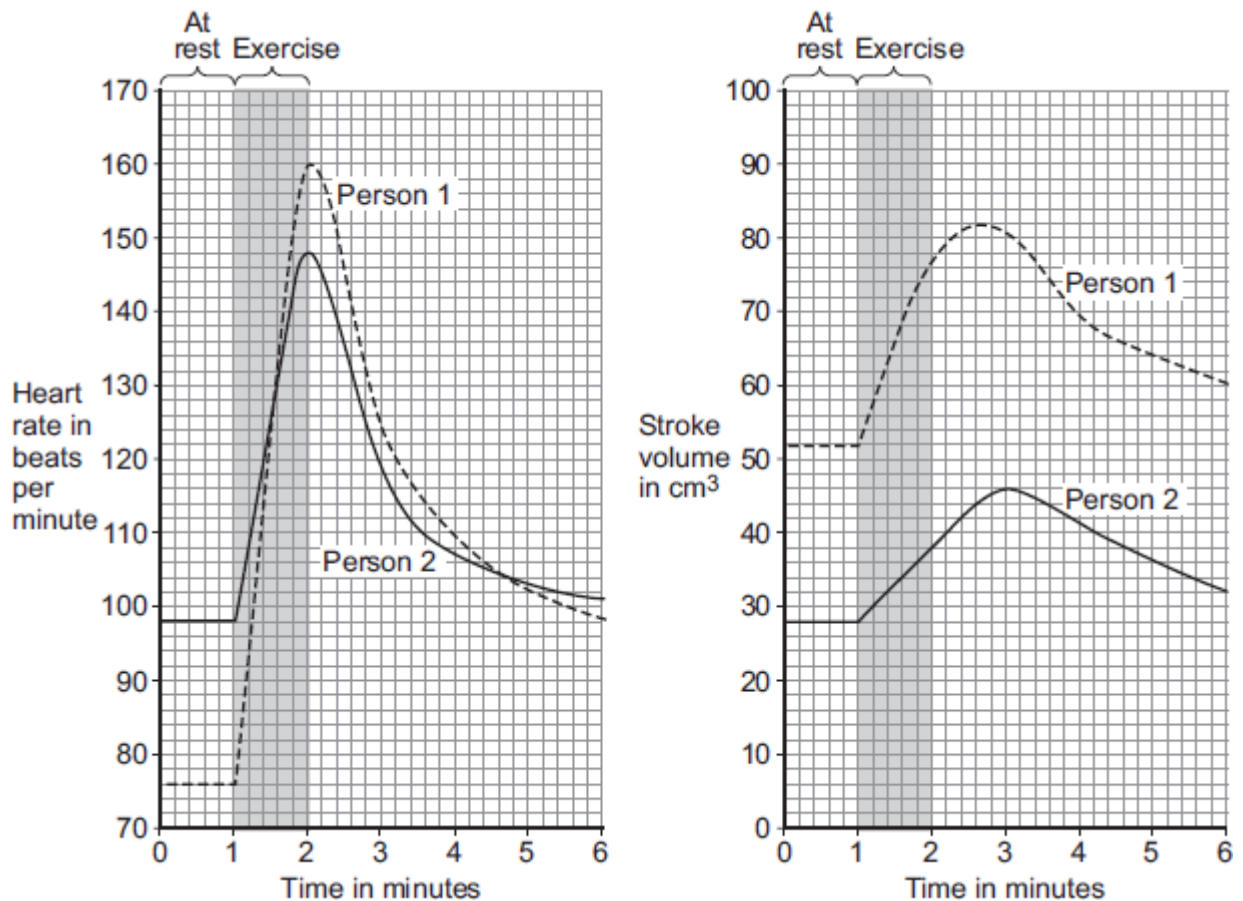 At
rest Exercise
170
160
150
140
130
120
110
100
90
80
70
Heart
rate in
beats
per
minute
Person 1
Person 2
0 1 2 3 4 5 6
Time in minutes
At
rest Exercise
100
90
80
70
60
50
40
30
20
10
0
Stroke
volume
in cm³
Person 1
Person 2
0 1 2 3 4 5 6
Time in minutes